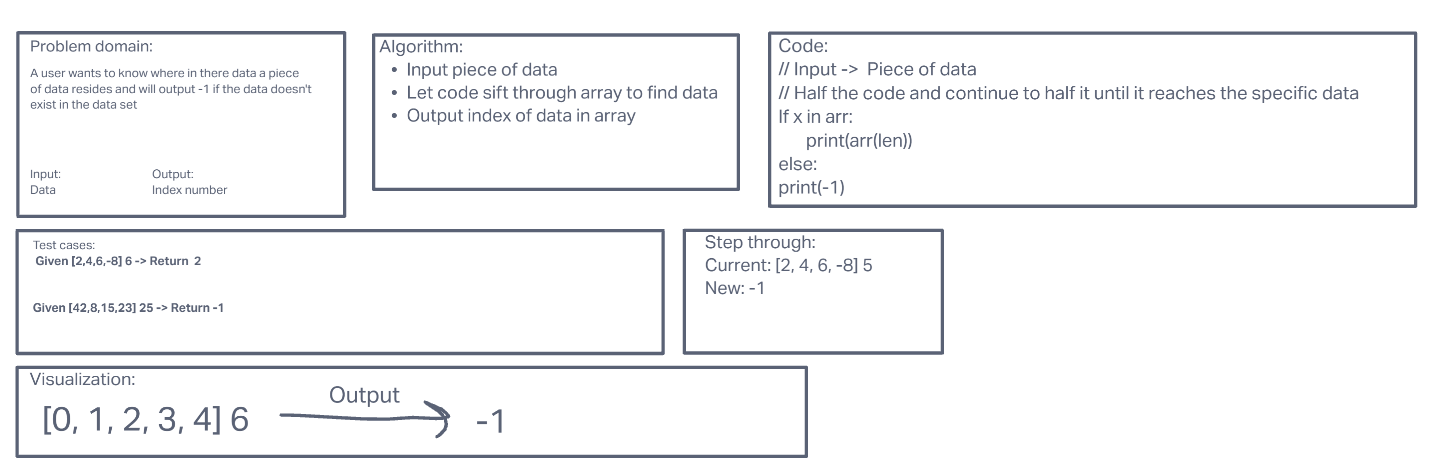 Problem domain:
A user wants to know where in there data a piece
of data resides and will output -1 if the data doesn't
exist in the data set
Input:
Output:
Data
Index number
Algorithm:
• Input piece of data
• Let code sift through array to find data
• Output index of data in array
Code:
// Input -> Piece of data
// Half the code and continue to half it until it reaches the specific data
If x in arr:
print(arr(len))
else:
print(-1)
Test cases:
Given [2,4,6,-8] 6 -> Return 2
Given [42,8,15,23] 25 -> Return -1
Step through:
Current: [2, 4, 6, -8] 5
New: -1
Visualization:
Output
[0, 1, 2, 3, 4] 6
-1